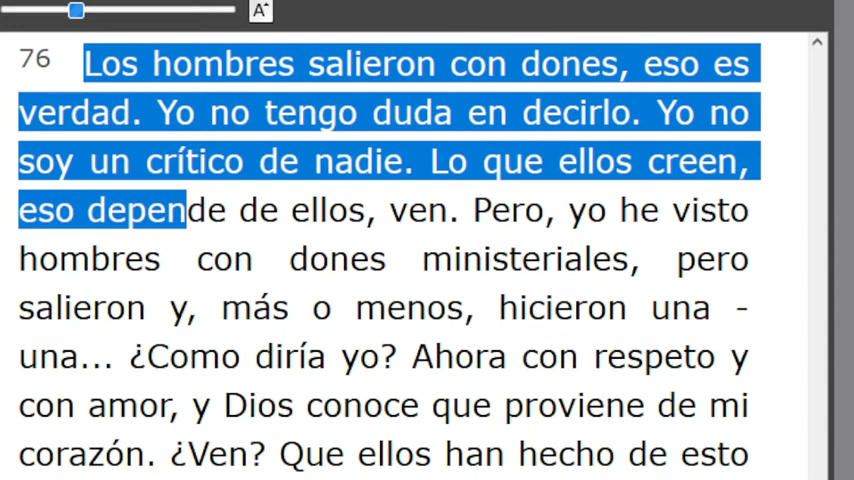 A^
76 Los hombres salieron con dones, eso es
verdad. Yo no tengo duda en decirlo. Yo no
soy un crítico de nadie. Lo que ellos creen,
eso depende de ellos, ven. Pero, yo he visto
hombres con dones ministeriales, pero
salieron y, más o menos, hicieron una -
una... ¿Como diría yo? Ahora con respeto y
con amor, y Dios conoce que proviene de mi
corazón. ¿Ven? Que ellos han hecho de esto